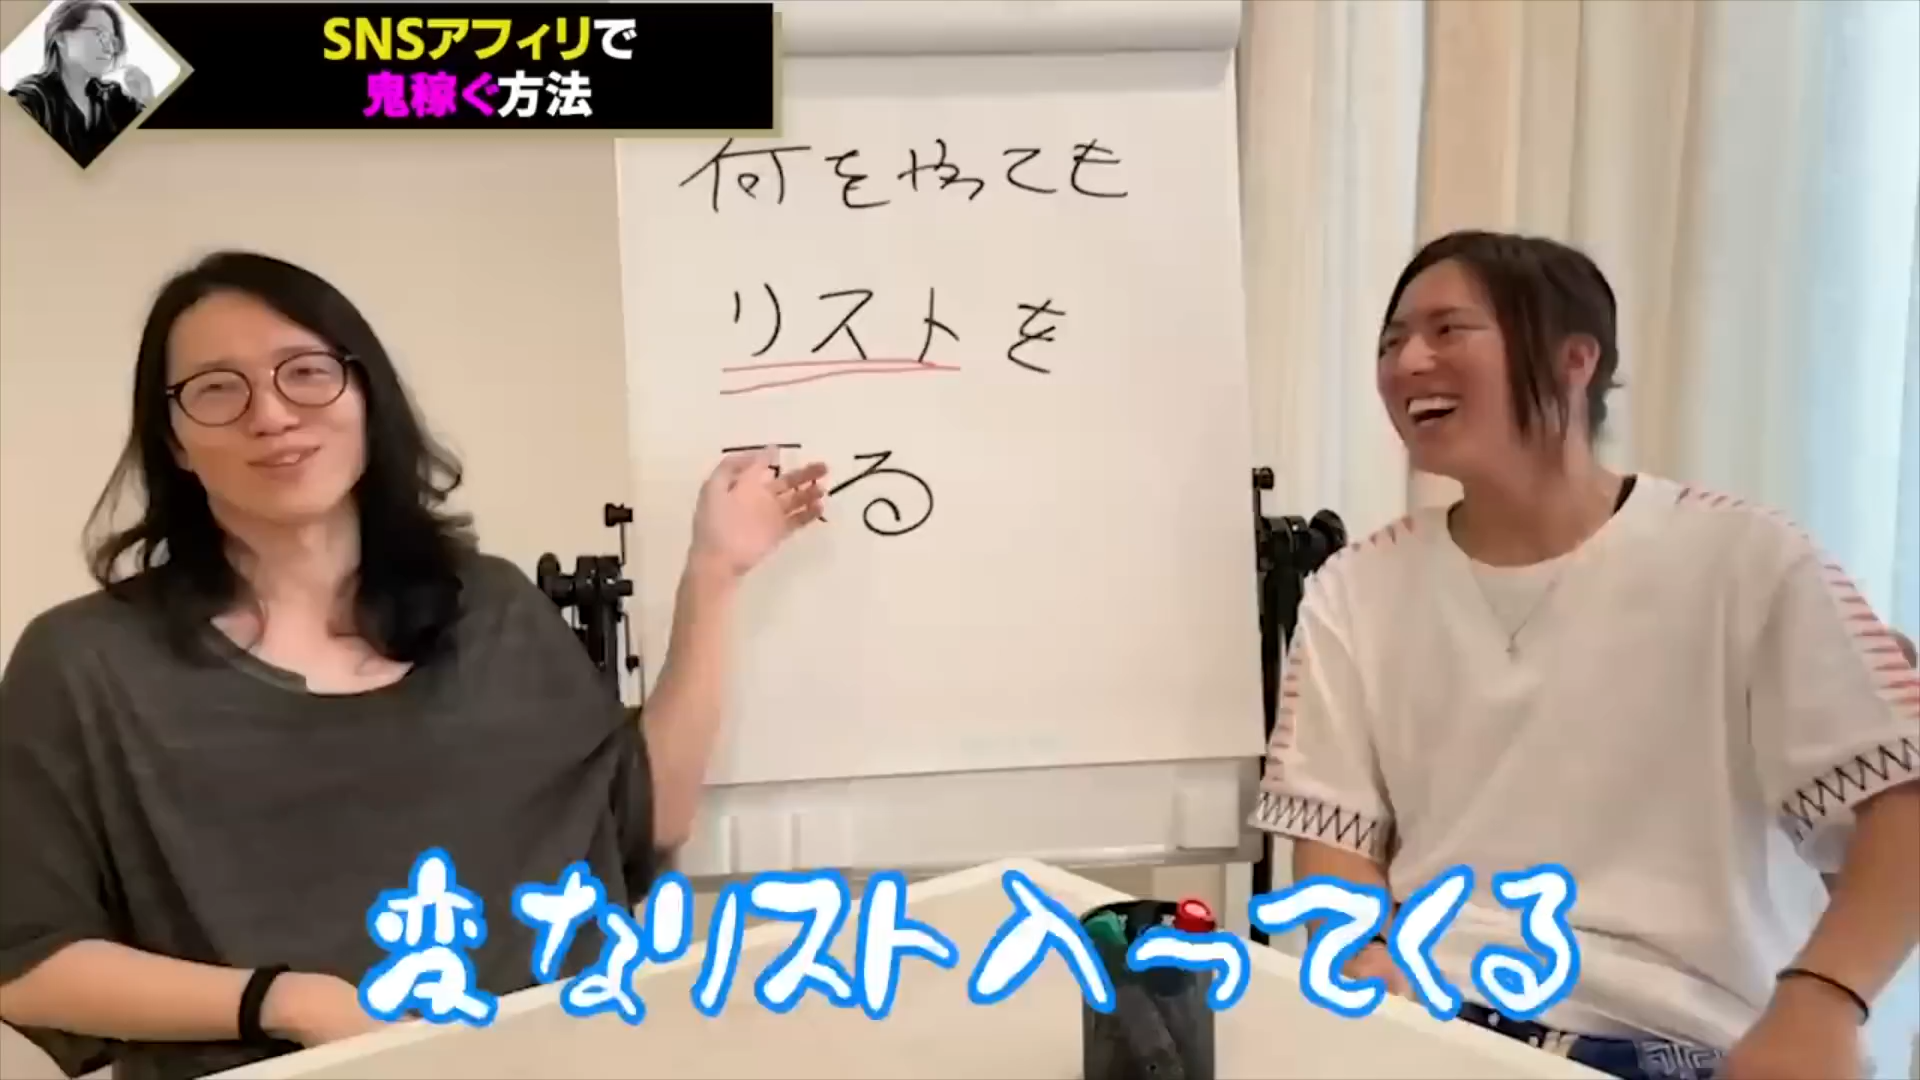 SNSアフィリで
鬼稼ぐ方法
何をやっても
リストを
る
変なリスト入ってくる